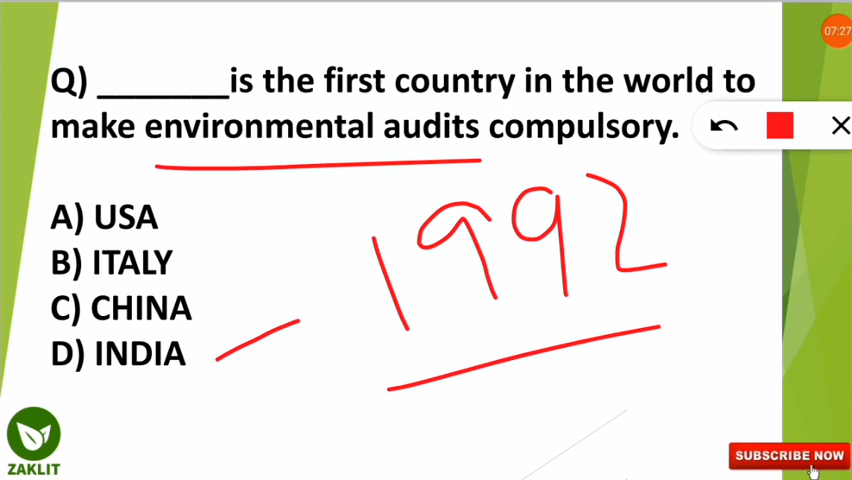 07:27
Q) _______is the first country in the world to
make environmental audits compulsory.
A) USA
B) ITALY
C) CHINA
D) INDIA
1992
ZAKLIT
SUBSCRIBE NOW